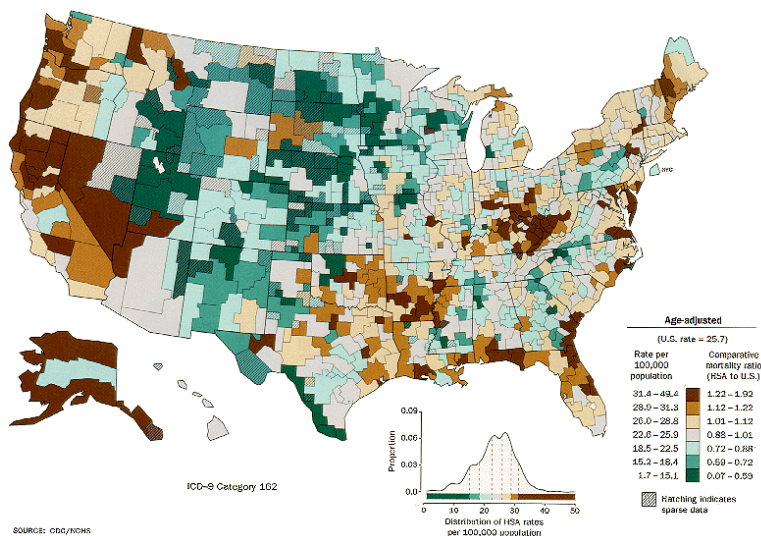 NYC
Age-adjusted
(U.S. rate = 25.7)
Rate per 100,000 population
Comparative mortality ratio (HSA to U.S.)
31.4–49.4 1.22–1.92
28.9–31.3 1.12–1.22
26.0–28.8 1.01–1.12
22.6–25.9 0.88–1.01
18.5–22.5 0.72–0.88
15.2–18.4 0.59–0.72
1.7–15.1 0.07–0.59
Hatching indicates
sparse data
0.09
0.06
0.03
0.0
Proportion
0 10 20 30 40 50
Distribution of HSA rates
per 100,000 population
ICD–9 Category 162
SOURCE: CDC/NCHS